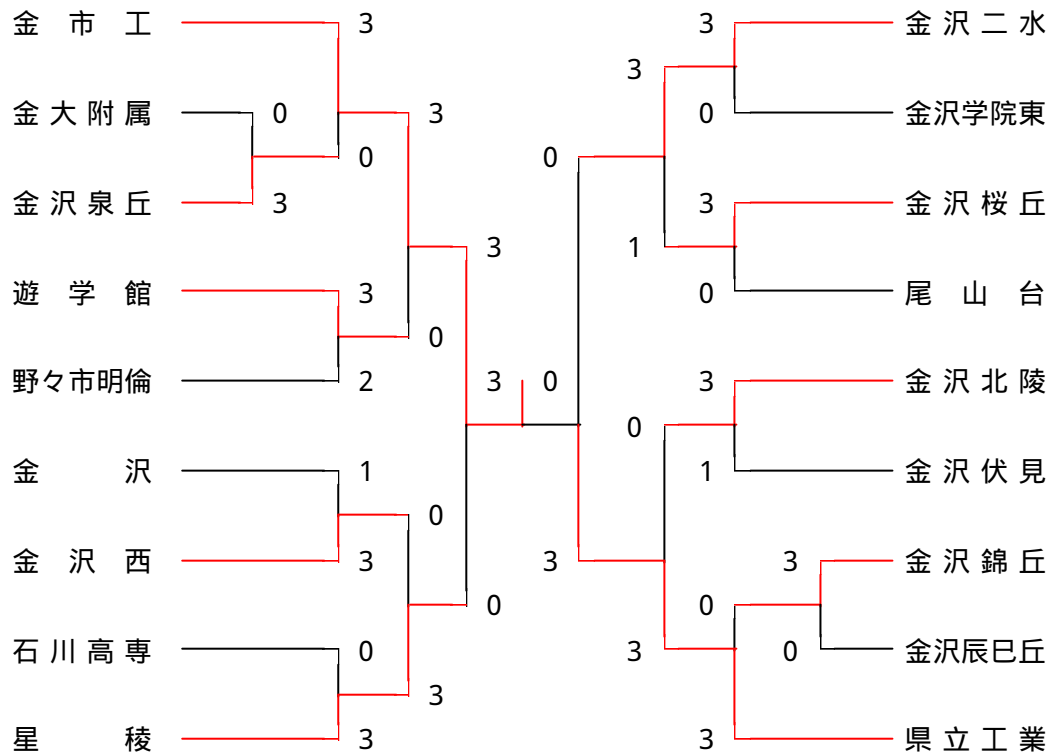 金市工 3 3 金沢二水
3
金大附属 0 3 0 金沢学院東
0 0
金沢泉丘 3 3 金沢桜丘
3 1
遊学館 3 0 尾山台
0
野々市明倫 2 3 0 3 金沢北陵
0
金沢 1 1 金沢伏見
0
金沢西 3 3 3 金沢錦丘
0 0
石川高専 0 3 0 金沢辰巳丘
3
星稜 3 3 県立工業